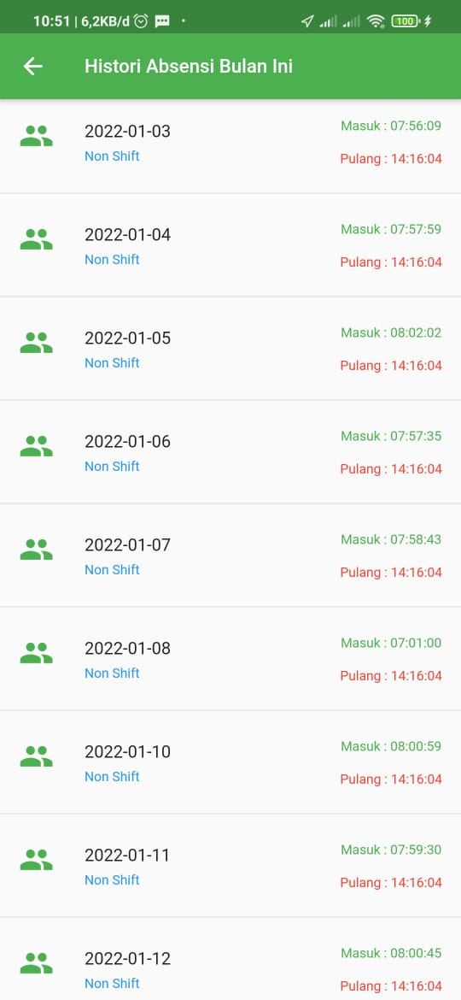 10:51 | 6,2KB/d
100
Histori Absensi Bulan Ini
2022-01-03
Masuk : 07:56:09
Non Shift
Pulang : 14:16:04
2022-01-04
Masuk : 07:57:59
Non Shift
Pulang : 14:16:04
2022-01-05
Masuk : 08:02:02
Non Shift
Pulang : 14:16:04
2022-01-06
Masuk : 07:57:35
Non Shift
Pulang : 14:16:04
2022-01-07
Masuk : 07:58:43
Non Shift
Pulang : 14:16:04
2022-01-08
Masuk : 07:01:00
Non Shift
Pulang : 14:16:04
2022-01-10
Masuk : 08:00:59
Non Shift
Pulang : 14:16:04
2022-01-11
Masuk : 07:59:30
Non Shift
Pulang : 14:16:04
2022-01-12
Masuk : 08:00:45
Non Shift
Pulang : 14:16:04